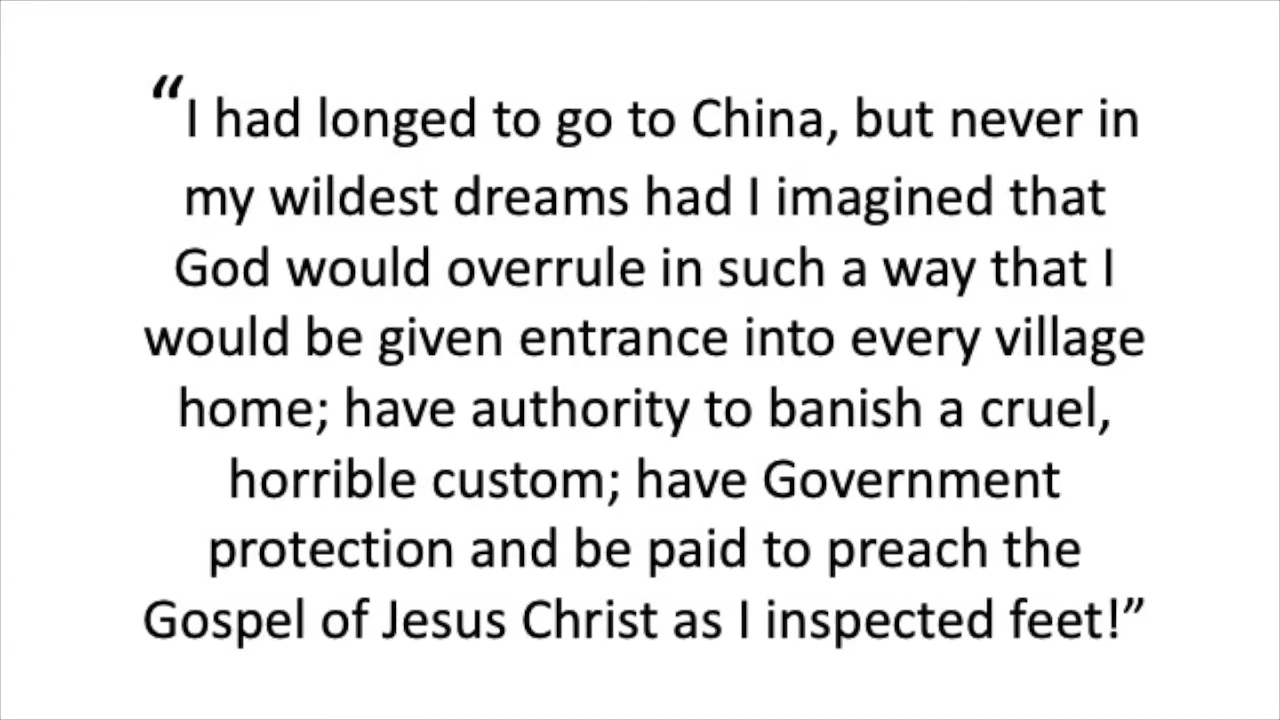 “I had longed to go to China, but never in
my wildest dreams had I imagined that
God would overrule in such a way that I
would be given entrance into every village
home; have authority to banish a cruel,
horrible custom; have Government
protection and be paid to preach the
Gospel of Jesus Christ as I inspected feet!”